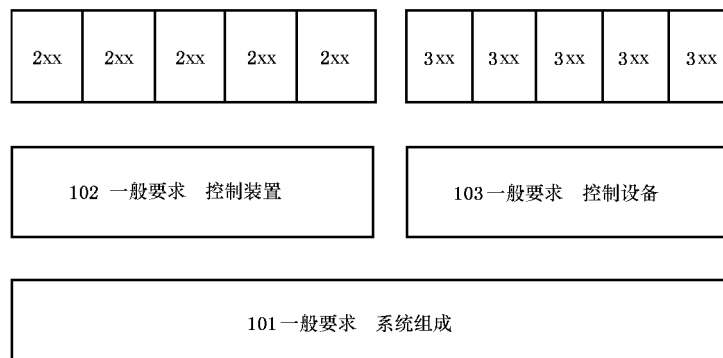 2xx 2xx 2xx 2xx 2xx 3xx 3xx 3xx 3xx 3xx
102 一般要求 控制装置 103一般要求 控制设备
101一般要求 系统组成